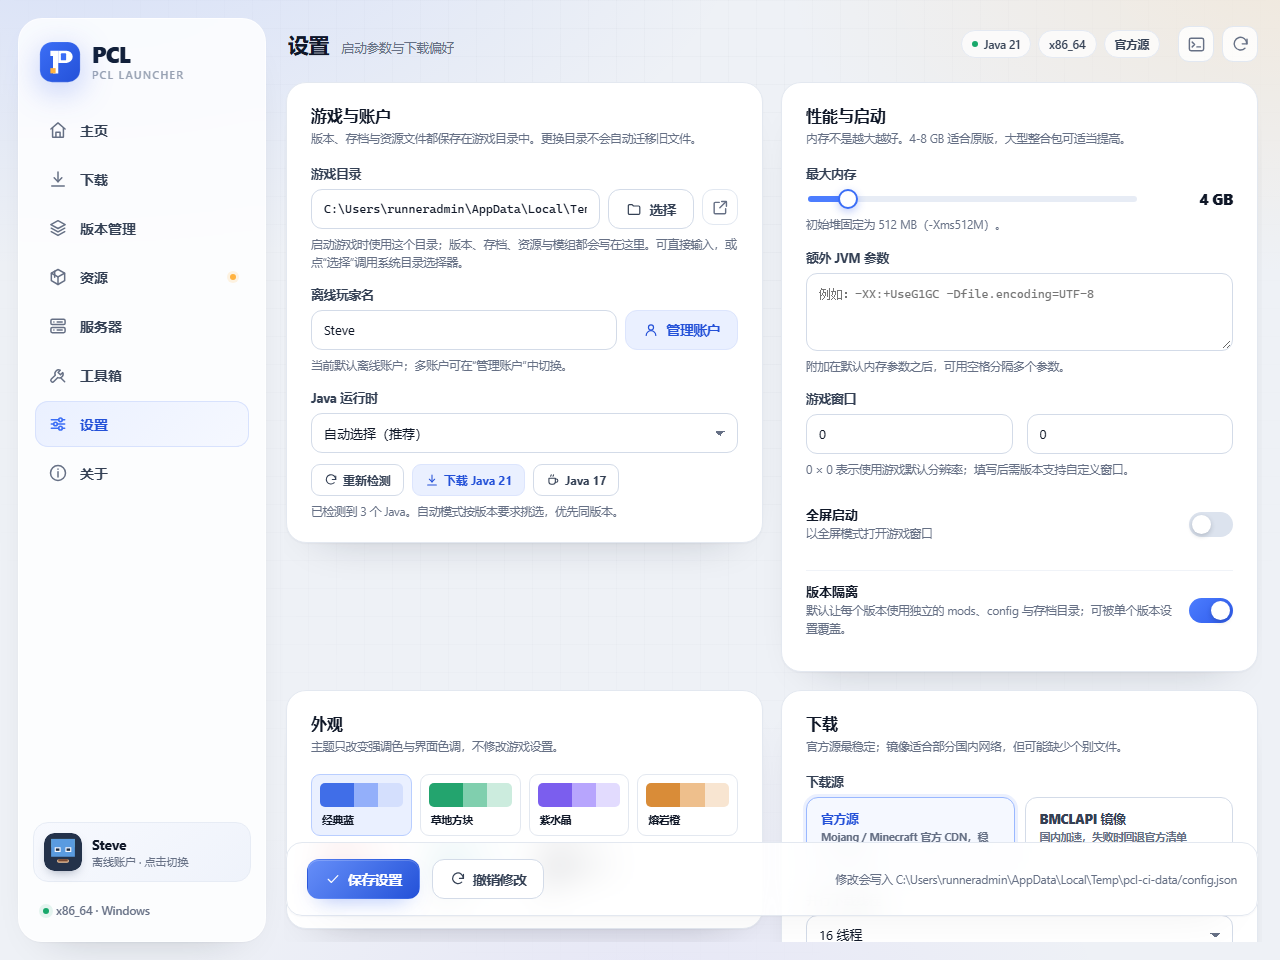 PCL
PCL LAUNCHER
主页
下载
版本管理
资源
服务器
工具箱
设置
关于
Steve
离线账户 · 点击切换
x86_64 · Windows
设置
启动参数与下载偏好
Java 21
x86_64
官方源
游戏与账户
版本、存档与资源文件都保存在游戏目录中。更换目录不会自动迁移旧文件。
游戏目录
C:\Users\runneradmin\AppData\Local\Ter
选择
启动游戏时使用这个目录；版本、存档、资源与模组都会写在这里。可直接输入，或
点“选择”调用系统目录选择器。
离线玩家名
Steve
管理账户
当前默认离线账户；多账户可在“管理账户”中切换。
Java 运行时
自动选择（推荐）
重新检测
下载 Java 21
Java 17
已检测到 3 个 Java。自动模式按版本要求挑选，优先同版本。
性能与启动
内存不是越大越好。4-8 GB 适合原版，大型整合包可适当提高。
最大内存
4 GB
初始堆固定为 512 MB（-Xms512M）。
额外 JVM 参数
例如：-XX:+UseG1GC -Dfile.encoding=UTF-8
附加在默认内存参数之后，可用空格分隔多个参数。
游戏窗口
0
0
0 × 0 表示使用游戏默认分辨率；填写后需版本支持自定义窗口。
全屏启动
以全屏模式打开游戏窗口
版本隔离
默认让每个版本使用独立的 mods、config 与存档目录；可被单个版本设
置覆盖。
外观
主题只改变强调色与界面色调，不修改游戏设置。
经典蓝
草地方块
紫水晶
熔岩橙
下载
官方源最稳定；镜像适合部分国内网络，但可能缺少个别文件。
下载源
官方源
Mojang / Minecraft 官方 CDN，稳
BMCLAPI 镜像
国内加速，失败时回退官方清单
16 线程
保存设置
撤销修改
修改会写入 C:\Users\runneradmin\AppData\Local\Temp\pcl-ci-data/config.json